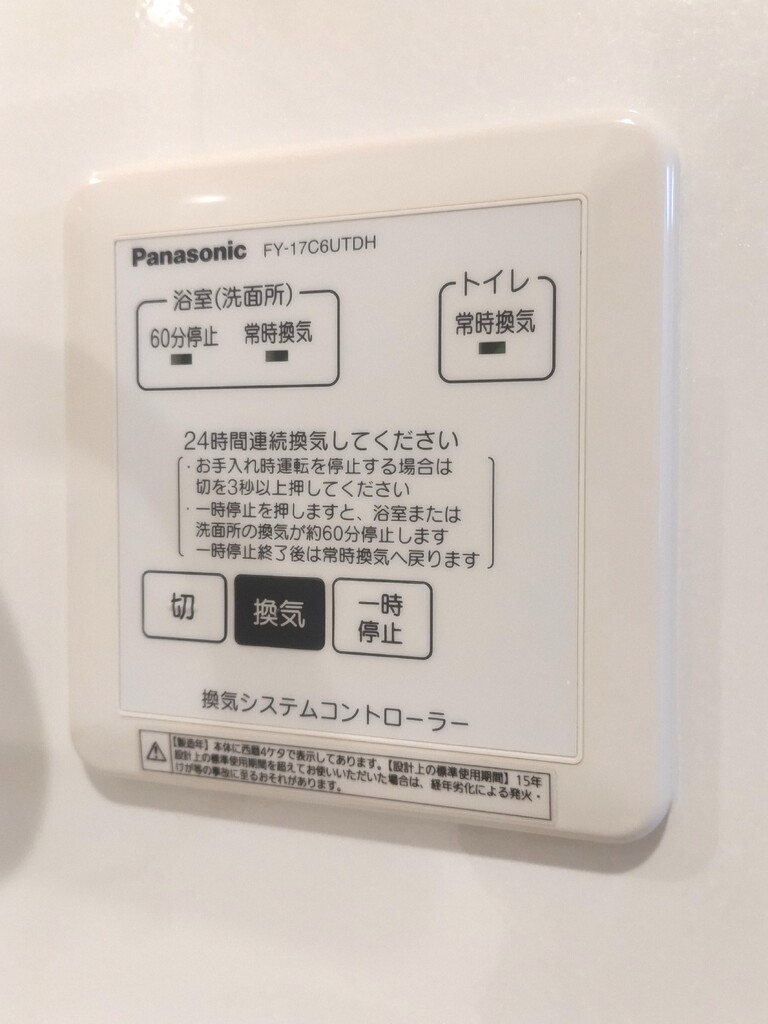 Panasonic FY-17C6UTDH
浴室(洗面所)
60分停止 常時換気
トイレ
常時換気
24時間連続換気してください
・お手入れ時運転を停止する場合は
切を3秒以上押してください
・一時停止を押しますと、浴室または
洗面所の換気が約60分停止します
一時停止終了後は常時換気へ戻ります
切
換気
一時
停止
換気システムコントローラー
【製造年】本体に西暦4ケタで表示してあります。【設計上の標準使用期間】15年
設計上の標準使用期間を超えてお使いいただいた場合は、経年劣化による発火・
けが等の事故に至るおそれがあります。